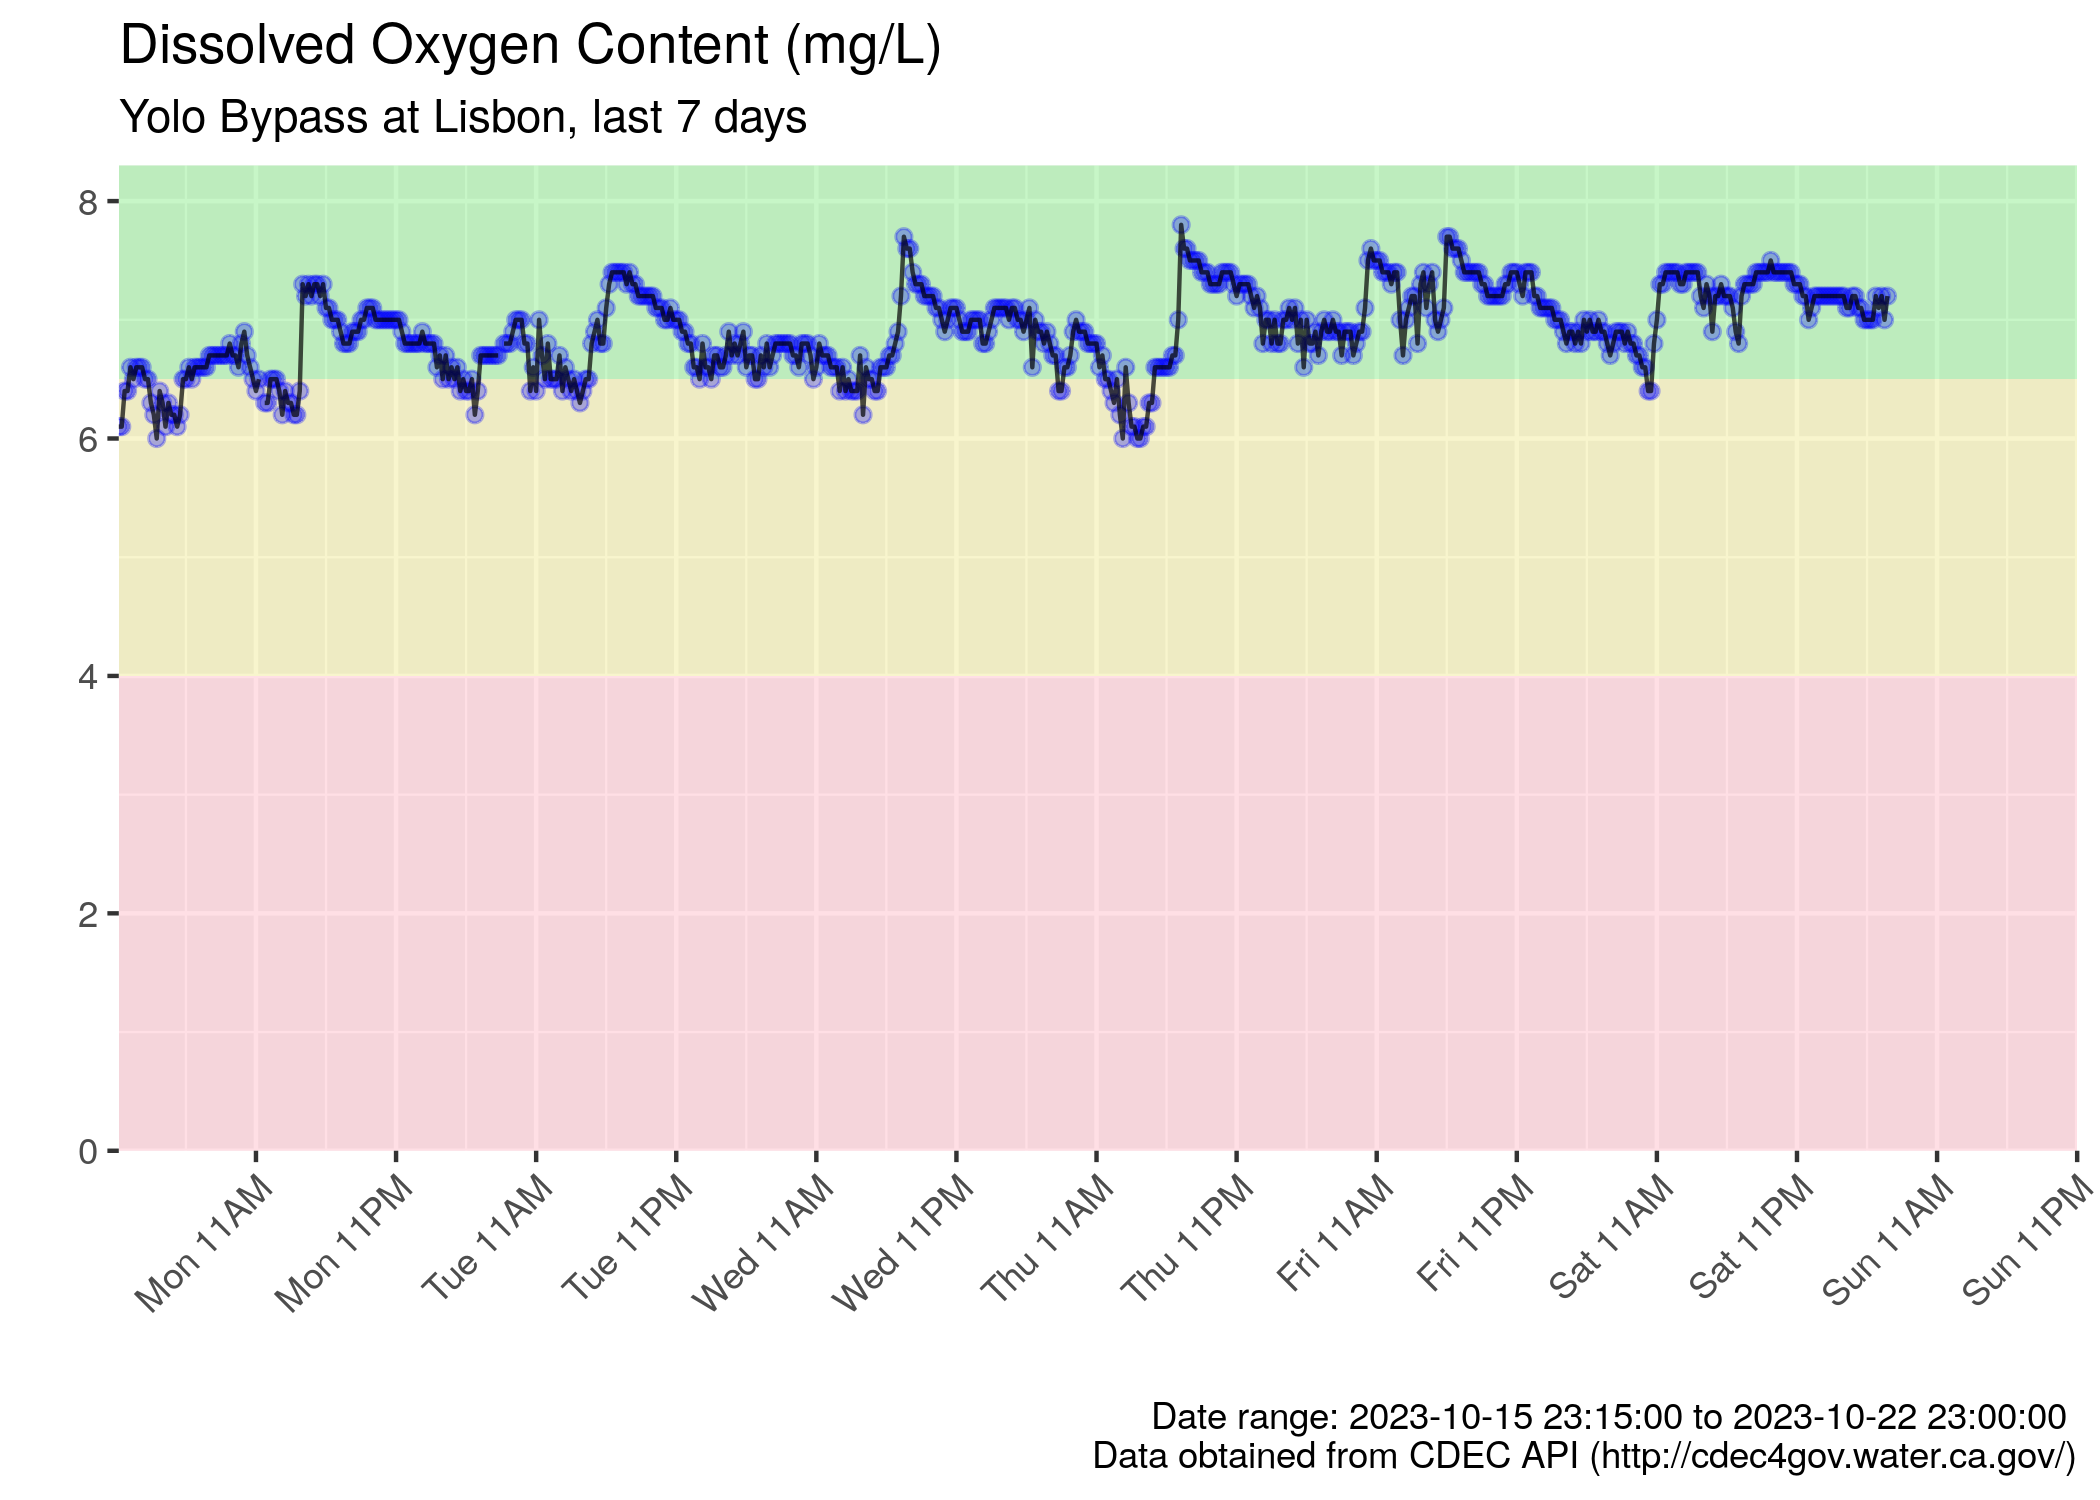 Dissolved Oxygen Content (mg/L)
Yolo Bypass at Lisbon, last 7 days
8
6
4
2
0
Mon 11AM
Mon 11PM
Tue 11AM
Tue 11PM
Wed 11AM
Wed 11PM
Thu 11AM
Thu 11PM
Fri 11AM
Fri 11PM
Sat 11AM
Sat 11PM
Sun 11AM
Sun 11PM
Date range: 2023-10-15 23:15:00 to 2023-10-22 23:00:00
Data obtained from CDEC API (http://cdec4gov.water.ca.gov/)